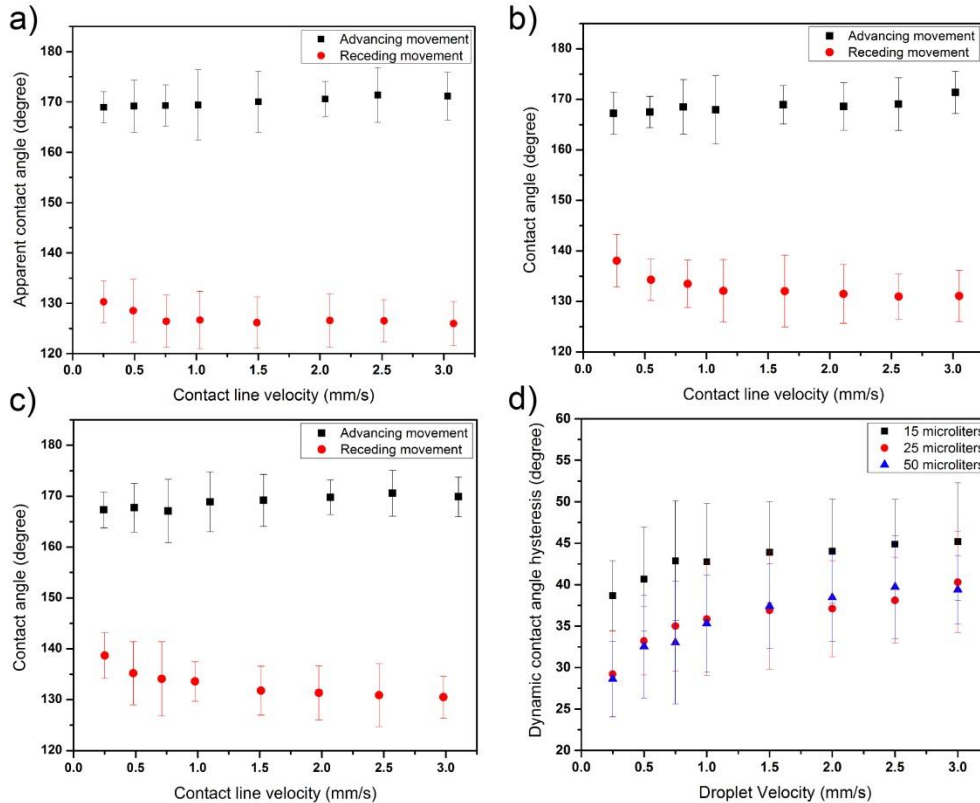 a)
Advancing movement
Receding movement
Apparent contact angle (degree)
170
160
150
140
130
120
0.0 0.5 1.0 1.5 2.0 2.5 3.0
Contact line velocity (mm/s)
b)
Advancing movement
Receding movement
Contact angle (degree)
180
170
160
150
140
130
120
0.0 0.5 1.0 1.5 2.0 2.5 3.0
Contact line velocity (mm/s)
c)
Advancing movement
Receding movement
Contact angle (degree)
180
170
160
150
140
130
120
0.0 0.5 1.0 1.5 2.0 2.5 3.0
Contact line velocity (mm/s)
d)
15 microliters
25 microliters
50 microliters
Dynamic contact angle hysteresis (degree)
60
55
50
45
40
35
30
25
20
0.0 0.5 1.0 1.5 2.0 2.5 3.0
Droplet Velocity (mm/s)